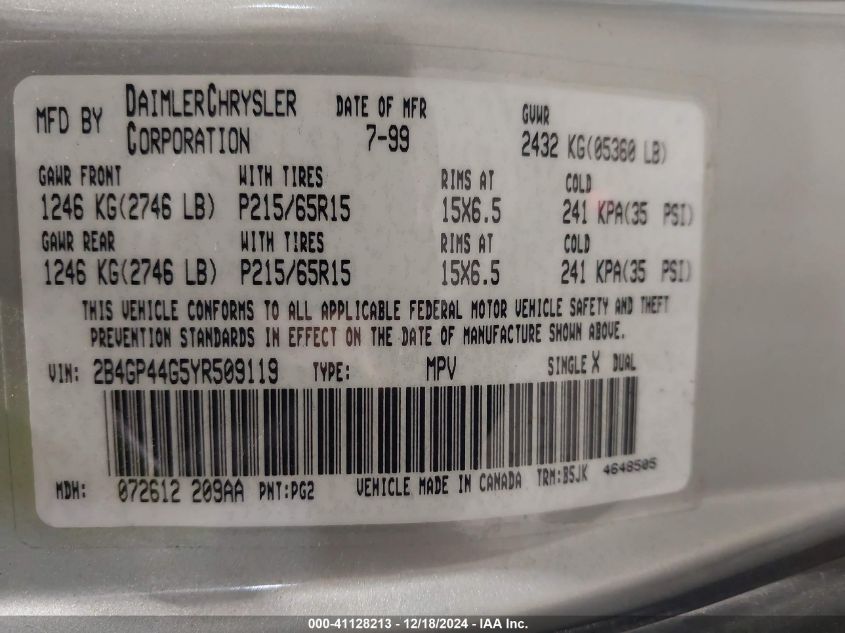 MFD BY DAIMLERCHRYSLER CORPORATION DATE OF MFR 7-99 GVWR 2432 KG(05360 LB)
GAWR FRONT WITH TIRES RIMS AT COLD
1246 KG(2746 LB) P215/65R15 15X6.5 241 KPA(35 PSI)
GAWR REAR WITH TIRES RIMS AT COLD
1246 KG(2746 LB) P215/65R15 15X6.5 241 KPA(35 PSI)
THIS VEHICLE CONFORMS TO ALL APPLICABLE FEDERAL MOTOR VEHICLE SAFETY AND THEFT
PREVENTION STANDARDS IN EFFECT ON THE DATE OF MANUFACTURE SHOWN ABOVE.
VIN: 2B4GP44G5YR509119 TYPE: MPV SINGLE X DUAL
MDH: 072612 209AA PNT:PG2 VEHICLE MADE IN CANADA TRM:B5JK 4648505
000-41128213 - 12/18/2024 - IAA Inc.